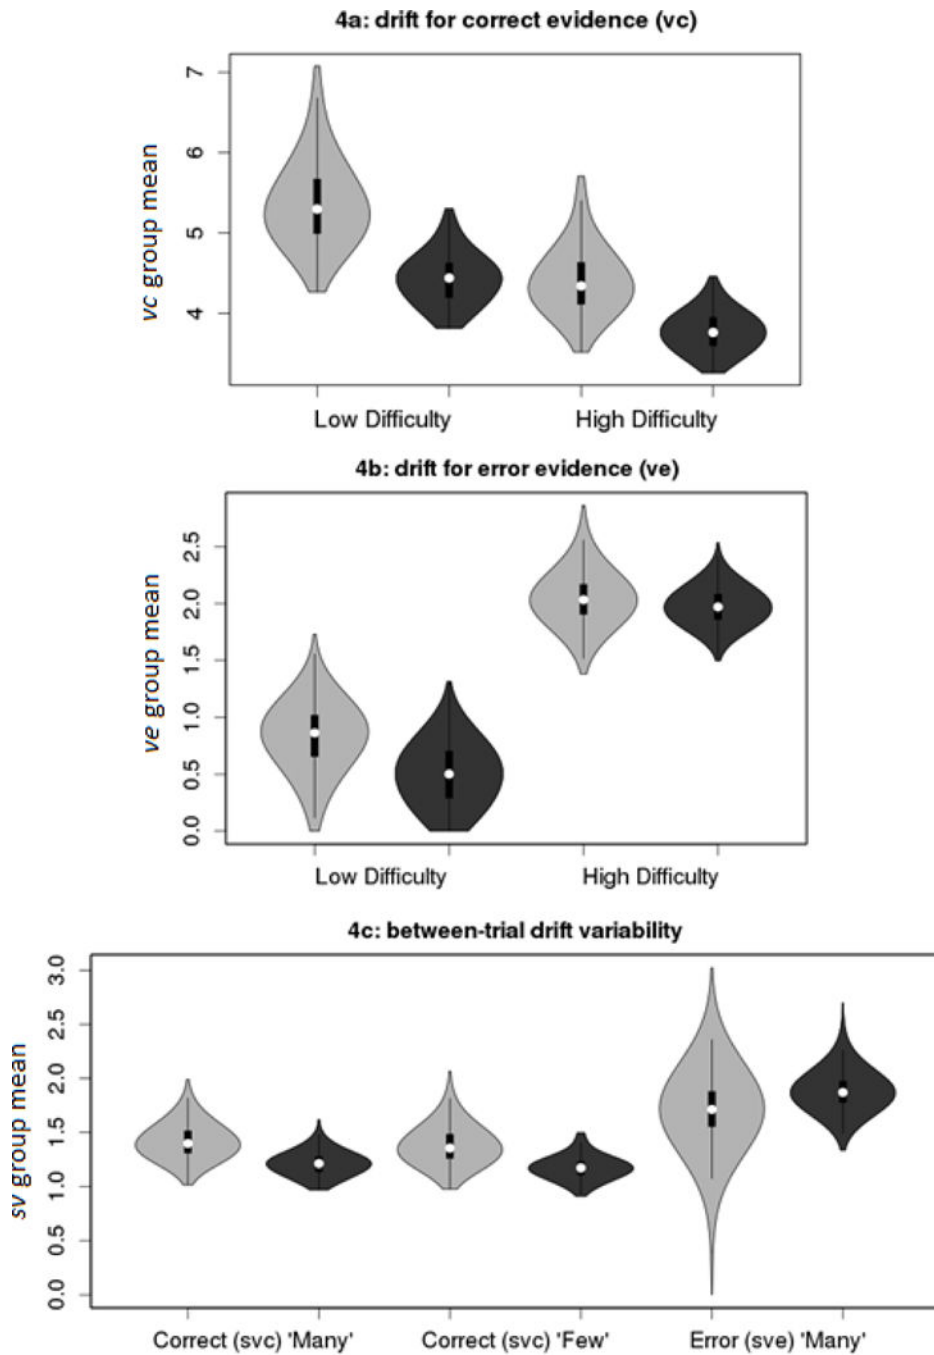 4a: drift for correct evidence (vc)
7
6
5
4
vc group mean
Low Difficulty High Difficulty
4b: drift for error evidence (ve)
2.5
2.0
1.5
1.0
0.5
0.0
ve group mean
Low Difficulty High Difficulty
4c: between-trial drift variability
3.0
2.5
2.0
1.5
1.0
0.5
0.0
sv group mean
Correct (svc) 'Many' Correct (svc) 'Few' Error (sve) 'Many'